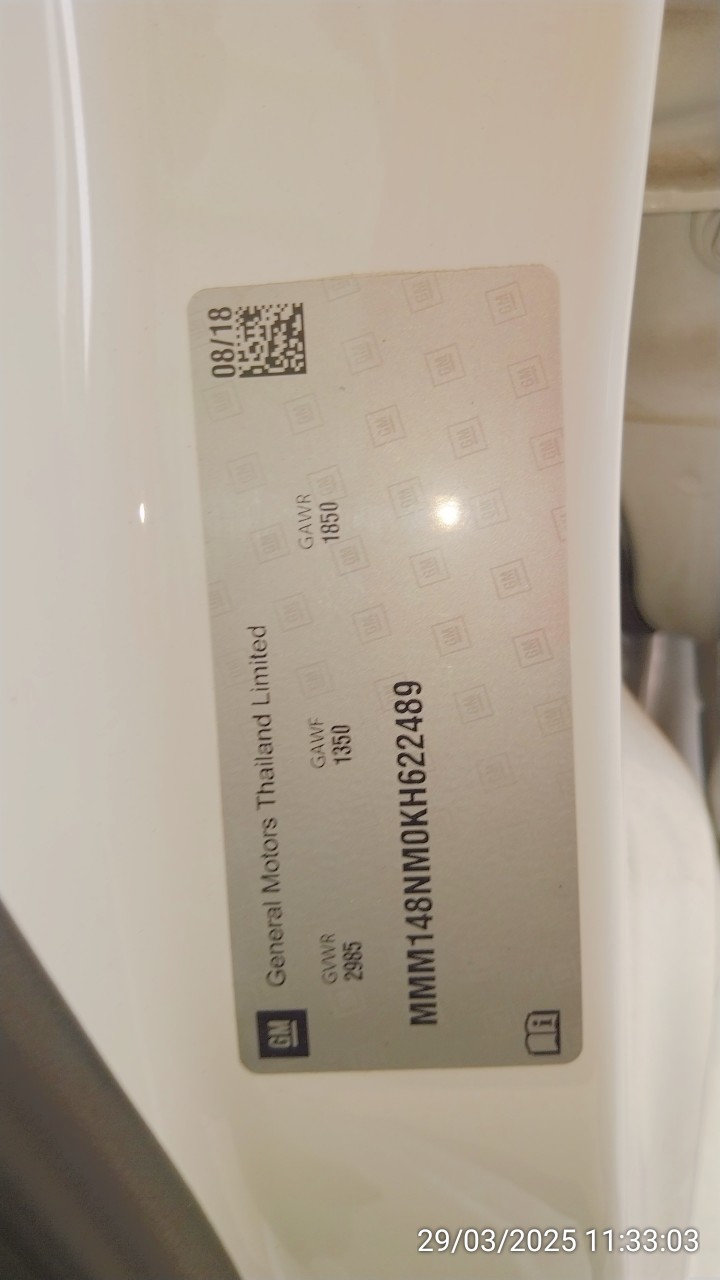 08/18
GM
General Motors Thailand Limited
GVWR GAWF GAWR
2985 1350 1850
MMM148NM0KH622489
29/03/2025 11:33:03